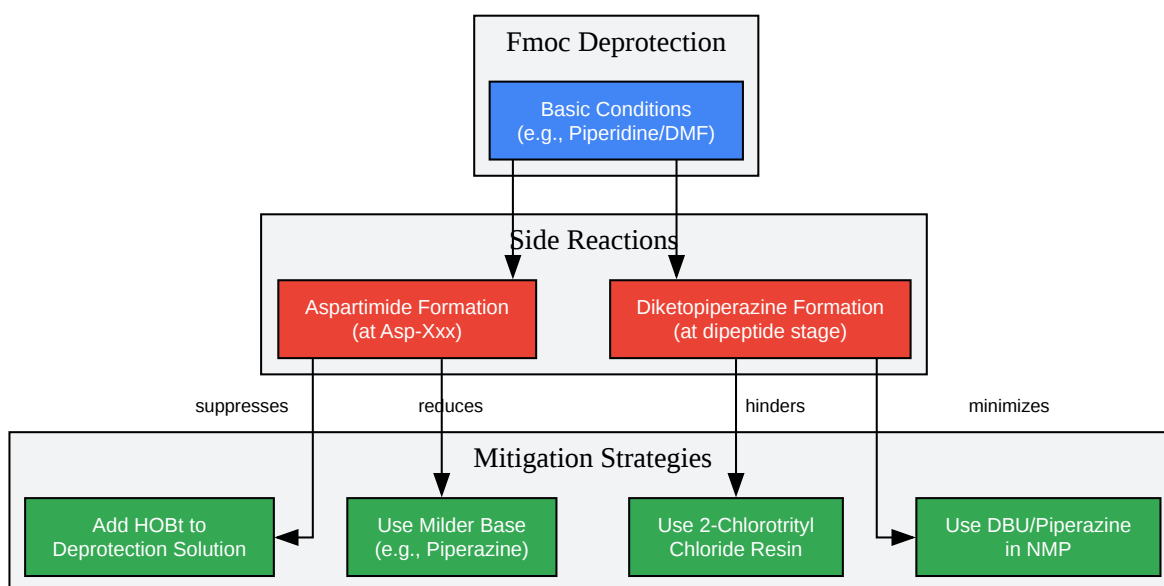 Fmoc Deprotection
Basic Conditions
(e.g., Piperidine/DMF)
Side Reactions
Aspartimide Formation
(at Asp-Xxx)
Diketopiperazine Formation
(at dipeptide stage)
suppresses
reduces
hinders
minimizes
Mitigation Strategies
Add HOBt to
Deprotection Solution
Use Milder Base
(e.g., Piperazine)
Use 2-Chlorotrityl
Chloride Resin
Use DBU/Piperazine
in NMP